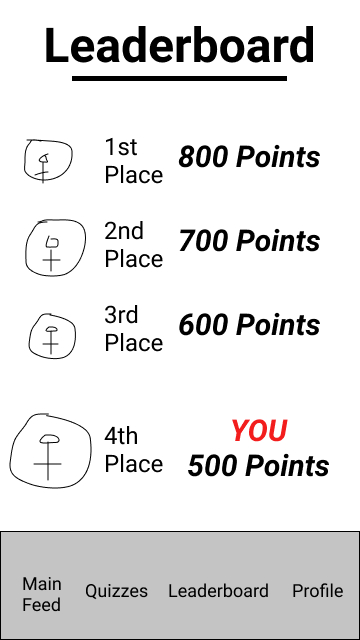 Leaderboard
1st
Place
800 Points
2nd
Place
700 Points
3rd
Place
600 Points
4th
Place
YOU
500 Points
Main
Feed
Quizzes
Leaderboard
Profile